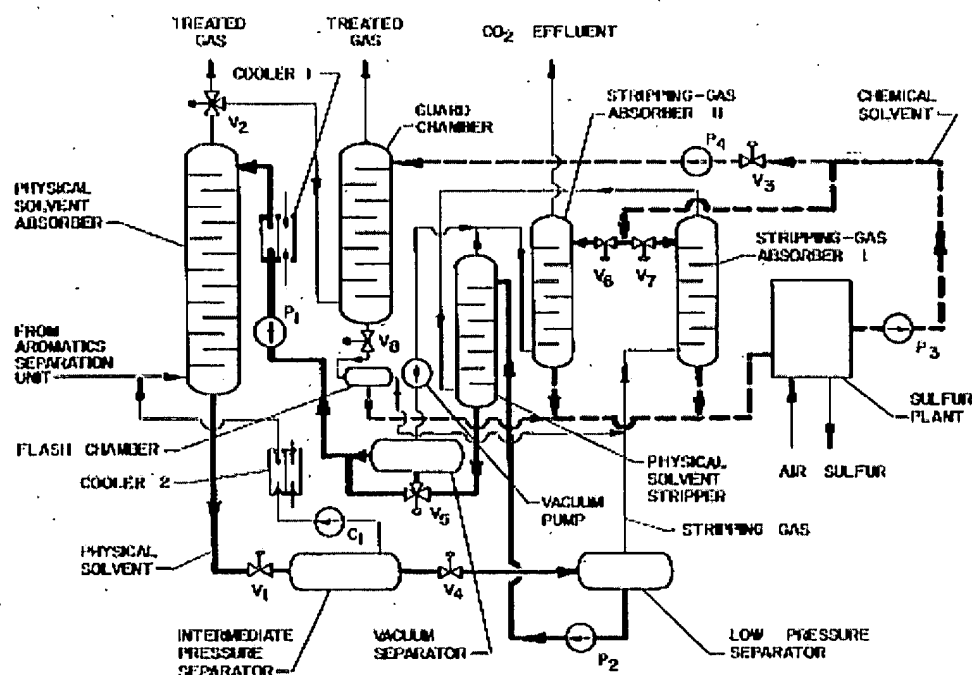 TREATED
GAS
TREATED
GAS
CO2 EFFLUENT
COOLER 1
V2
GUARD
CHAMBER
STRIPPING-GAS
ABSORBER II
CHEMICAL
SOLVENT
P4
V3
PHYSICAL
SOLVENT
ABSORBER
STRIPPING-GAS
ABSORBER I
V6
V7
P1
V8
P3
FROM
AROMATICS
SEPARATION
UNIT
SULFUR
PLANT
FLASH CHAMBER
COOLER 2
AIR
SULFUR
V5
VACUUM
PUMP
PHYSICAL
SOLVENT
STRIPPER
C1
STRIPPING GAS
PHYSICAL
SOLVENT
V1
V4
INTERMEDIATE
PRESSURE
SEPARATOR
VACUUM
SEPARATOR
P2
LOW PRESSURE
SEPARATOR